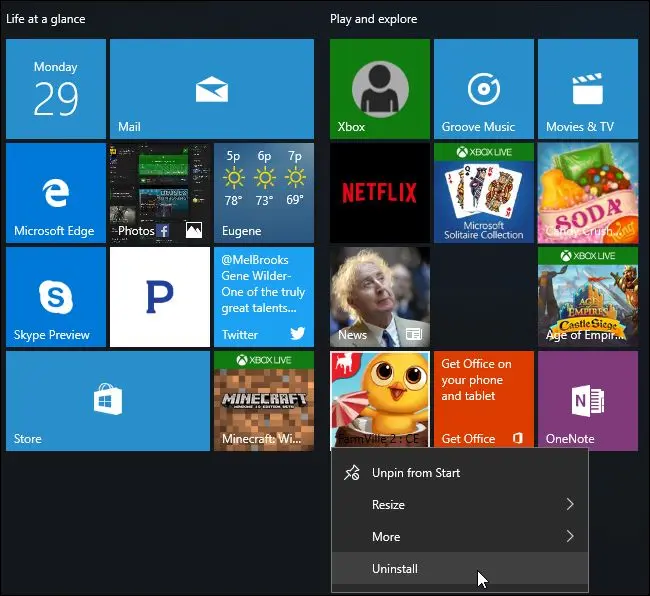 Life at a glance
Play and explore
Monday
29
Mail
Xbox
Groove Music
Movies & TV
Microsoft Edge
Photos
5p 6p 7p
78° 73° 69°
Eugene
NETFLIX
XBOX LIVE
Microsoft
Solitaire Collection
SODA
Candy Crush...
Skype Preview
P
@MelBrooks
Gene Wilder-
One of the truly
great talents...
Twitter
News
XBOX LIVE
AGE OF
EMPIRES
Castle Siege
Age of Empir...
Store
XBOX LIVE
MINECRAFT
WINDOWS 10 EDITION BETA
Minecraft: Wi...
FarmVille 2 : CE
Get Office on
your phone
and tablet
Get Office
OneNote
Unpin from Start
Resize
More
Uninstall